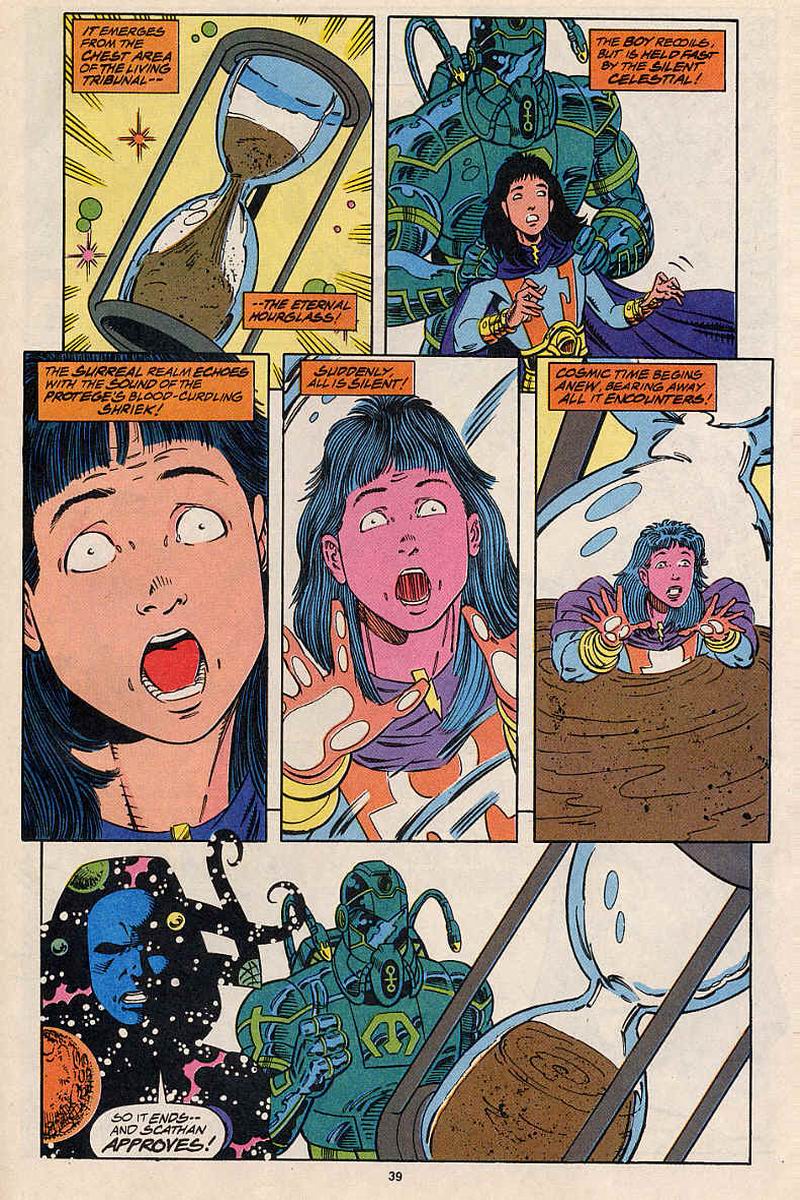 IT EMERGES
FROM THE
CHEST AREA
OF THE LIVING
TRIBUNAL--
--THE ETERNAL
HOURGLASS!
THE BOY RECOILS,
BUT IS HELD FAST
BY THE SILENT
CELESTIAL!
THE SURREAL REALM ECHOES
WITH THE SOUND OF THE
PROTEGE'S BLOOD-CURDLING
SHRIEK!
SUDDENLY,
ALL IS SILENT!
COSMIC TIME BEGINS
ANEW, BEARING AWAY
ALL IT ENCOUNTERS!
SO IT ENDS--
AND SCATHAN
APPROVES!
39